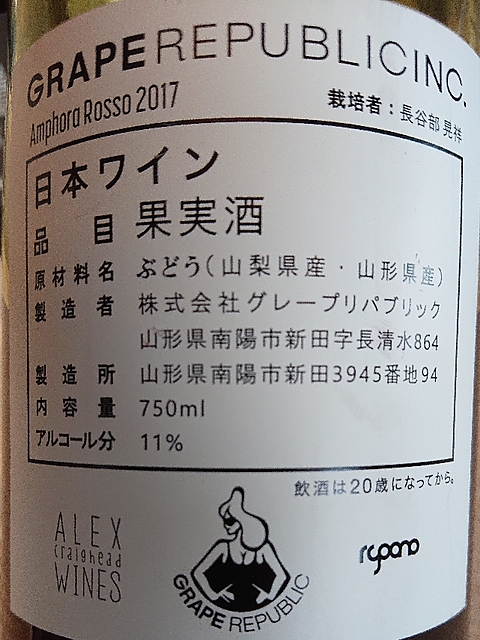 GRAPEREPUBLICINC.
Amphora Rosso 2017
栽培者：長谷部 晃祥
日本ワイン
品目 果実酒
原材料名 ぶどう(山梨県産・山形県産)
製造者 株式会社グレープリパブリック
山形県南陽市新田字長清水864
製造所 山形県南陽市新田3945番地94
内容量 750ml
アルコール分 11%
飲酒は20歳になってから。
ALEX
craighead
WINES
GRAPE REPUBLIC